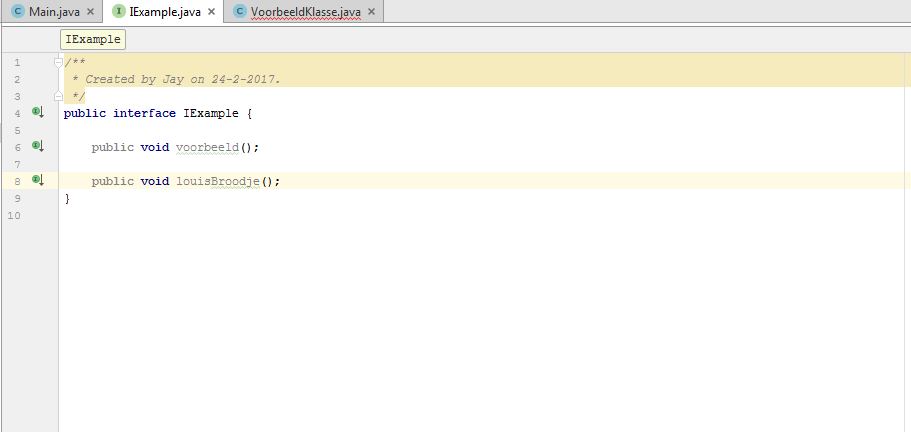 Main.java IExample.java VoorbeeldKlasse.java
IExample
1 /**
2 * Created by Jay on 24-2-2017.
3 */
4 public interface IExample {
5
6 public void voorbeeld();
7
8 public void louisBroodje();
9 }
10